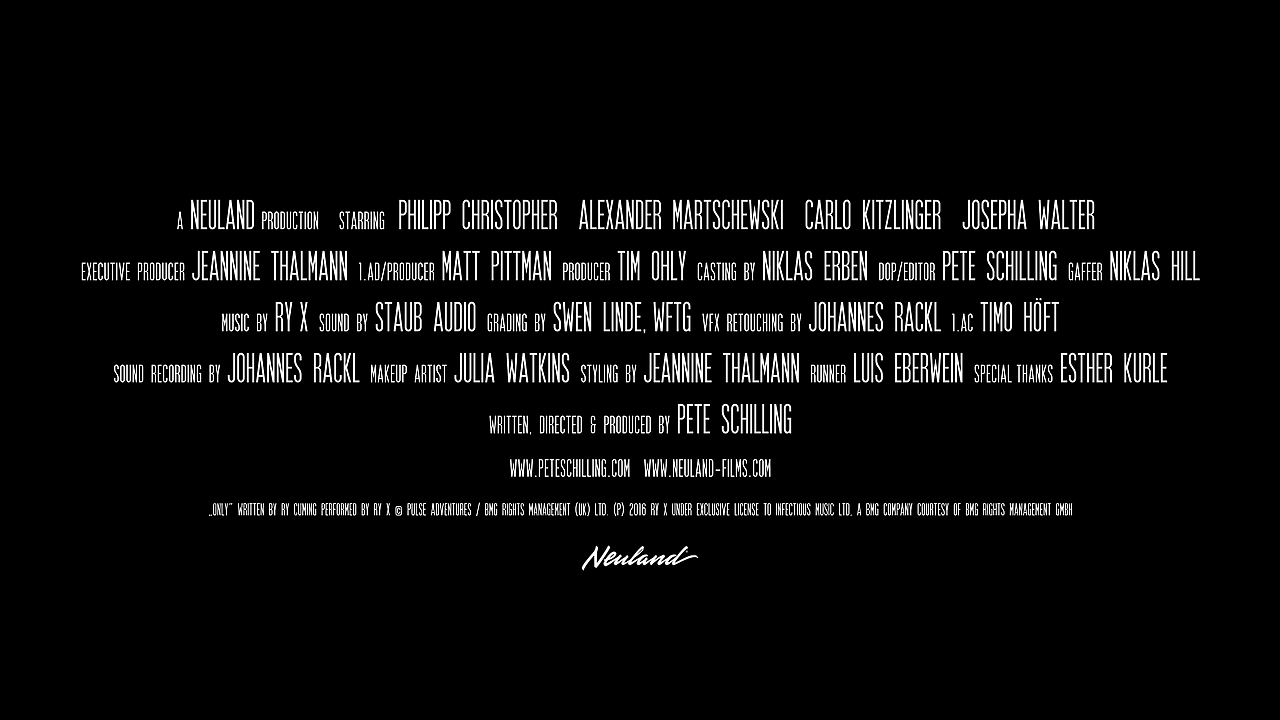 A NEULAND PRODUCTION STARRING PHILIPP CHRISTOPHER ALEXANDER MARTSCHEWSKI CARLO KITZLINGER JOSEPHA WALTER
EXECUTIVE PRODUCER JEANNINE THALMANN 1.AD/PRODUCER MATT PITTMAN PRODUCER TIM OHLY CASTING BY NIKLAS ERBEN DOP/EDITOR PETE SCHILLING GAFFER NIKLAS HILL
MUSIC BY RY X SOUND BY STAUB AUDIO GRADING BY SWEN LINDE, WFTG VFX RETOUCHING BY JOHANNES RACKL 1.AC TIMO HÖFT
SOUND RECORDING BY JOHANNES RACKL MAKEUP ARTIST JULIA WATKINS STYLING BY JEANNINE THALMANN RUNNER LUIS EBERWEIN SPECIAL THANKS ESTHER KURLE
WRITTEN, DIRECTED & PRODUCED BY PETE SCHILLING
WWW.PETESCHILLING.COM WWW.NEULAND-FILMS.COM
„ONLY“ WRITTEN BY RY CUMING PERFORMED BY RY X © PULSE ADVENTURES / BMG RIGHTS MANAGEMENT (UK) LTD. (P) 2016 RY X UNDER EXCLUSIVE LICENSE TO INFECTIOUS MUSIC LTD, A BMG COMPANY COURTESY OF BMG RIGHTS MANAGEMENT GMBH
Neuland